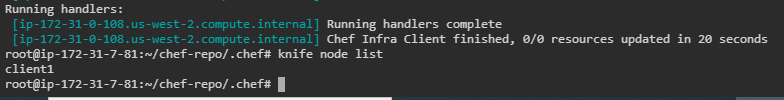 Running handlers:
[ip-172-31-0-108.us-west-2.compute.internal] Running handlers complete
[ip-172-31-0-108.us-west-2.compute.internal] Chef Infra Client finished, 0/0 resources updated in 20 seconds
root@ip-172-31-7-81:~/chef-repo/.chef# knife node list
client1
root@ip-172-31-7-81:~/chef-repo/.chef#